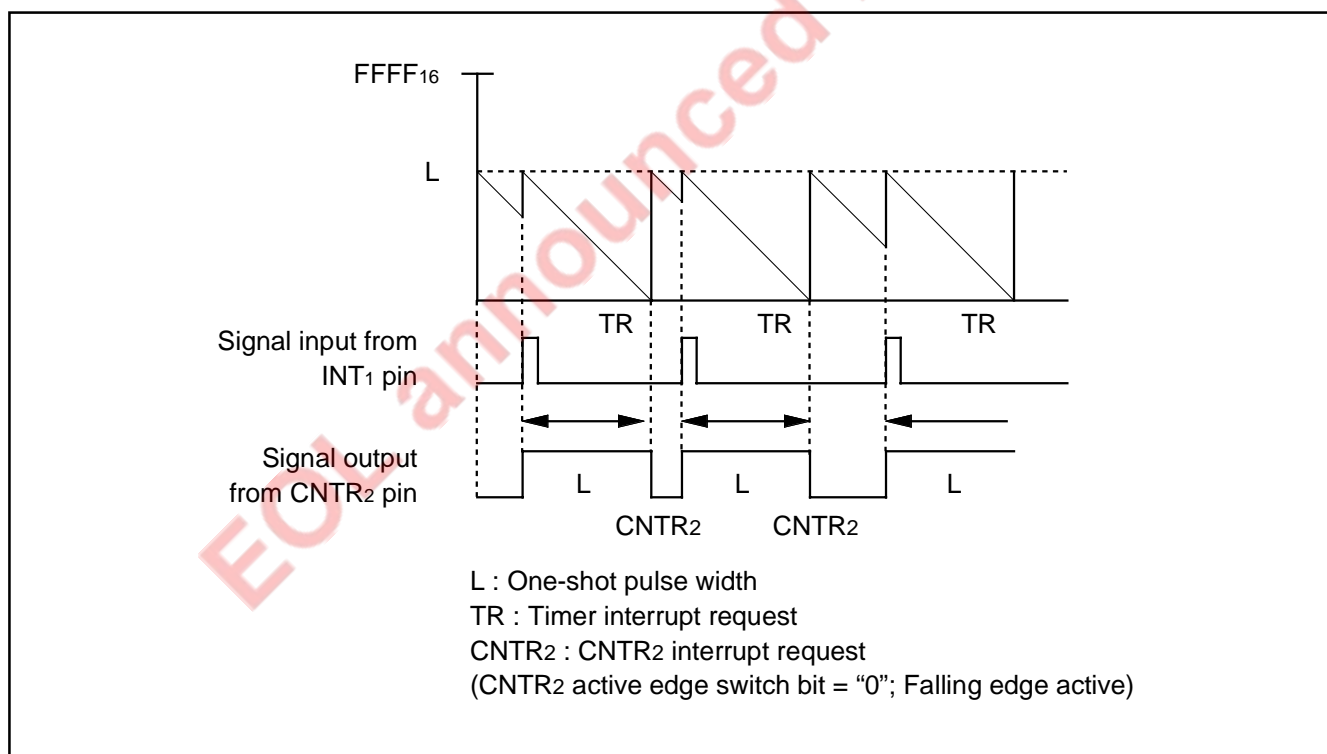 EOL announced
FFFF16
L
TR TR TR
Signal input from
INT1 pin
Signal output
from CNTR2 pin
L L L
CNTR2 CNTR2
L : One-shot pulse width
TR : Timer interrupt request
CNTR2 : CNTR2 interrupt request
(CNTR2 active edge switch bit = “0”; Falling edge active)